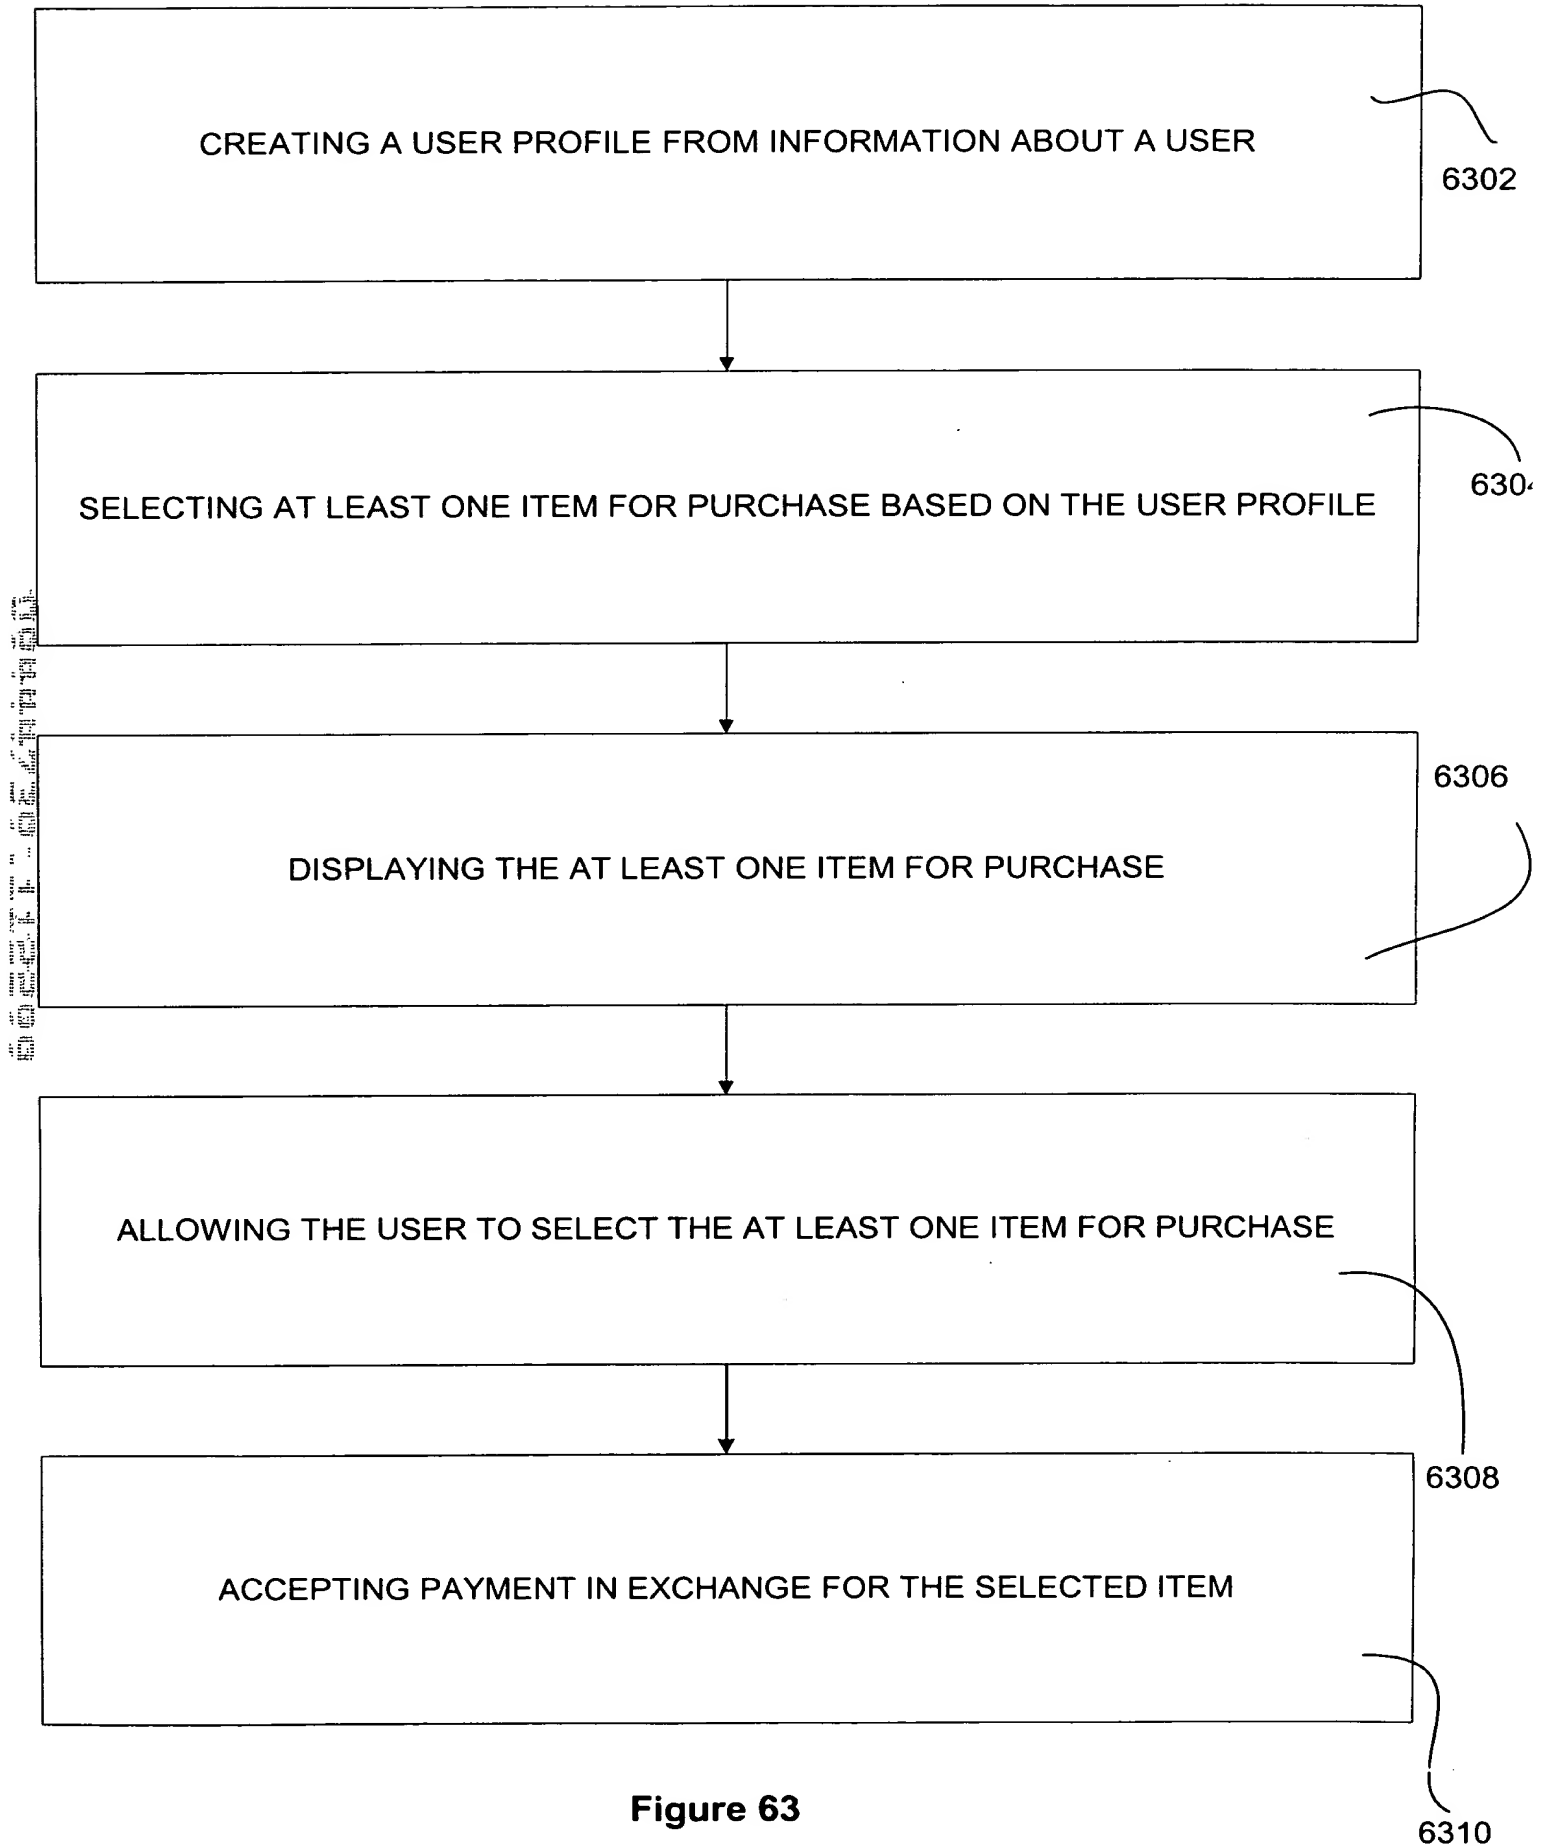 CREATING A USER PROFILE FROM INFORMATION ABOUT A USER
6302
SELECTING AT LEAST ONE ITEM FOR PURCHASE BASED ON THE USER PROFILE
6306
DISPLAYING THE AT LEAST ONE ITEM FOR PURCHASE
ALLOWING THE USER TO SELECT THE AT LEAST ONE ITEM FOR PURCHASE
6308
ACCEPTING PAYMENT IN EXCHANGE FOR THE SELECTED ITEM
Figure 63
6310